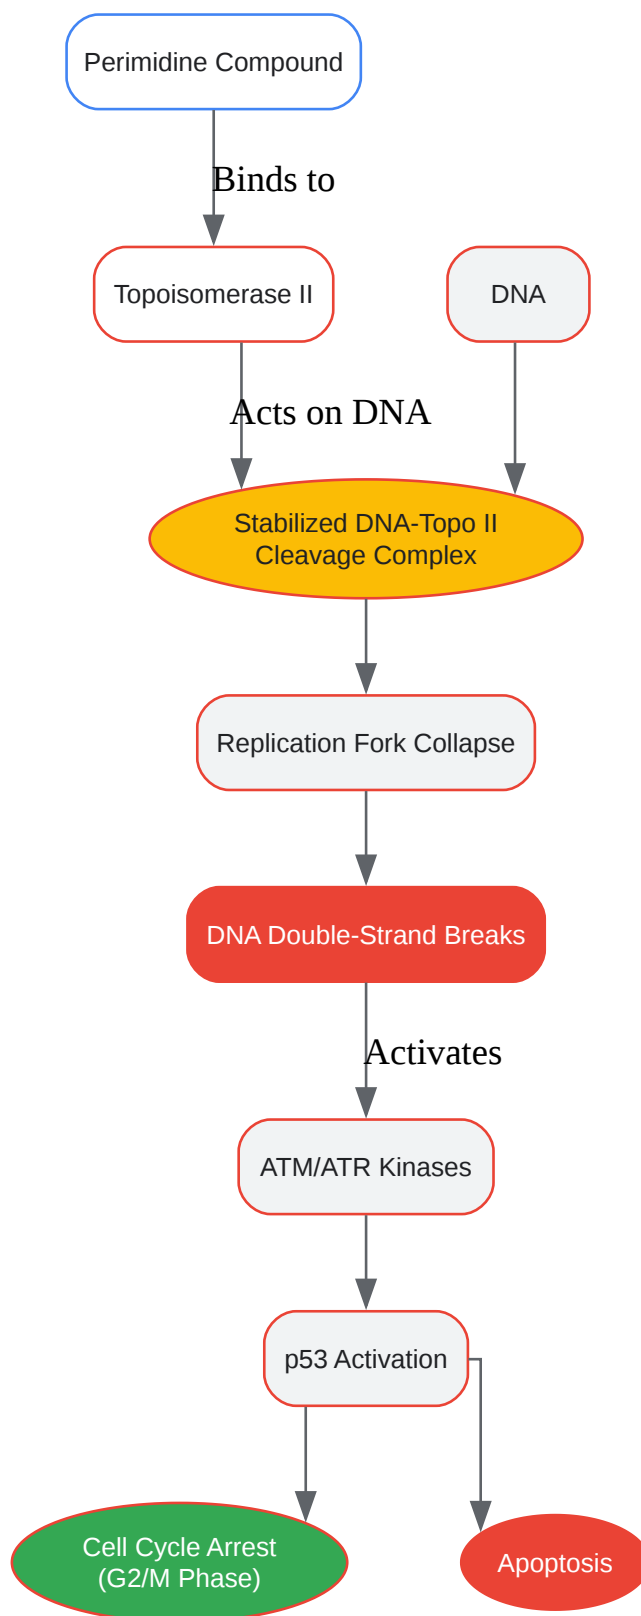 Perimidine Compound
Binds to
Topoisomerase II
DNA
Acts on DNA
Stabilized DNA-Topo II
Cleavage Complex
Replication Fork Collapse
DNA Double-Strand Breaks
Activates
ATM/ATR Kinases
p53 Activation
Cell Cycle Arrest
(G2/M Phase)
Apoptosis